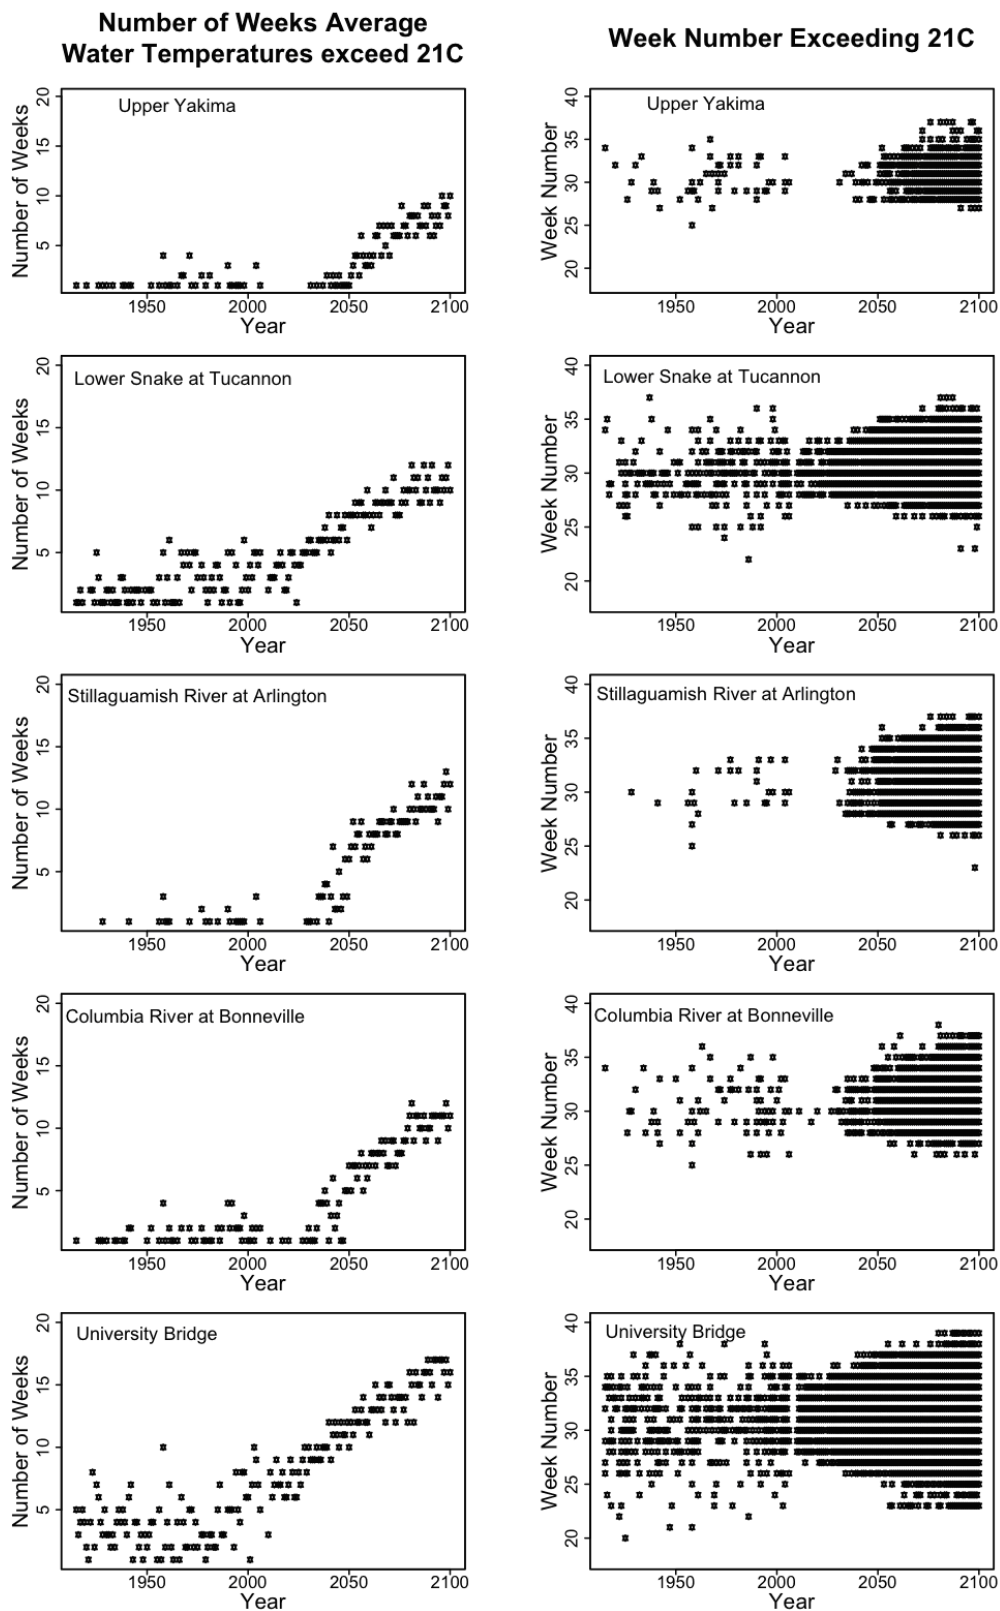 Number of Weeks Average
Water Temperatures exceed 21C
Week Number Exceeding 21C
Upper Yakima
Number of Weeks
20
15
10
5
1950 2000 2050 2100
Year
Upper Yakima
Week Number
40
35
30
25
20
1950 2000 2050 2100
Year
Lower Snake at Tucannon
Number of Weeks
20
15
10
5
1950 2000 2050 2100
Year
Lower Snake at Tucannon
Week Number
40
35
30
25
20
1950 2000 2050 2100
Year
Stillaguamish River at Arlington
Number of Weeks
20
15
10
5
1950 2000 2050 2100
Year
Stillaguamish River at Arlington
Week Number
40
35
30
25
20
1950 2000 2050 2100
Year
Columbia River at Bonneville
Number of Weeks
20
15
10
5
1950 2000 2050 2100
Year
Columbia River at Bonneville
Week Number
40
35
30
25
20
1950 2000 2050 2100
Year
University Bridge
Number of Weeks
20
15
10
5
1950 2000 2050 2100
Year
University Bridge
Week Number
40
35
30
25
20
1950 2000 2050 2100
Year